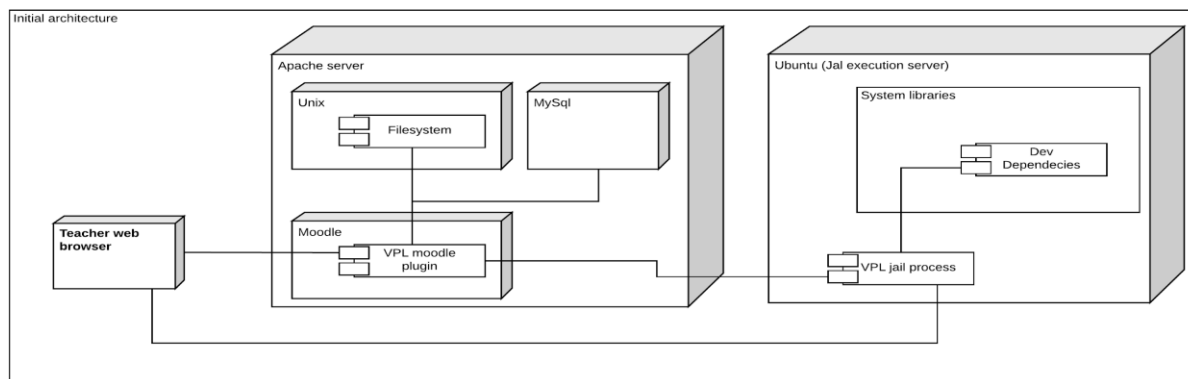 Initial architecture
Apache server
Unix
Filesystem
MySql
Moodle
VPL moodle
plugin
Teacher web
browser
Ubuntu (Jal execution server)
System libraries
Dev
Dependecies
VPL jail process